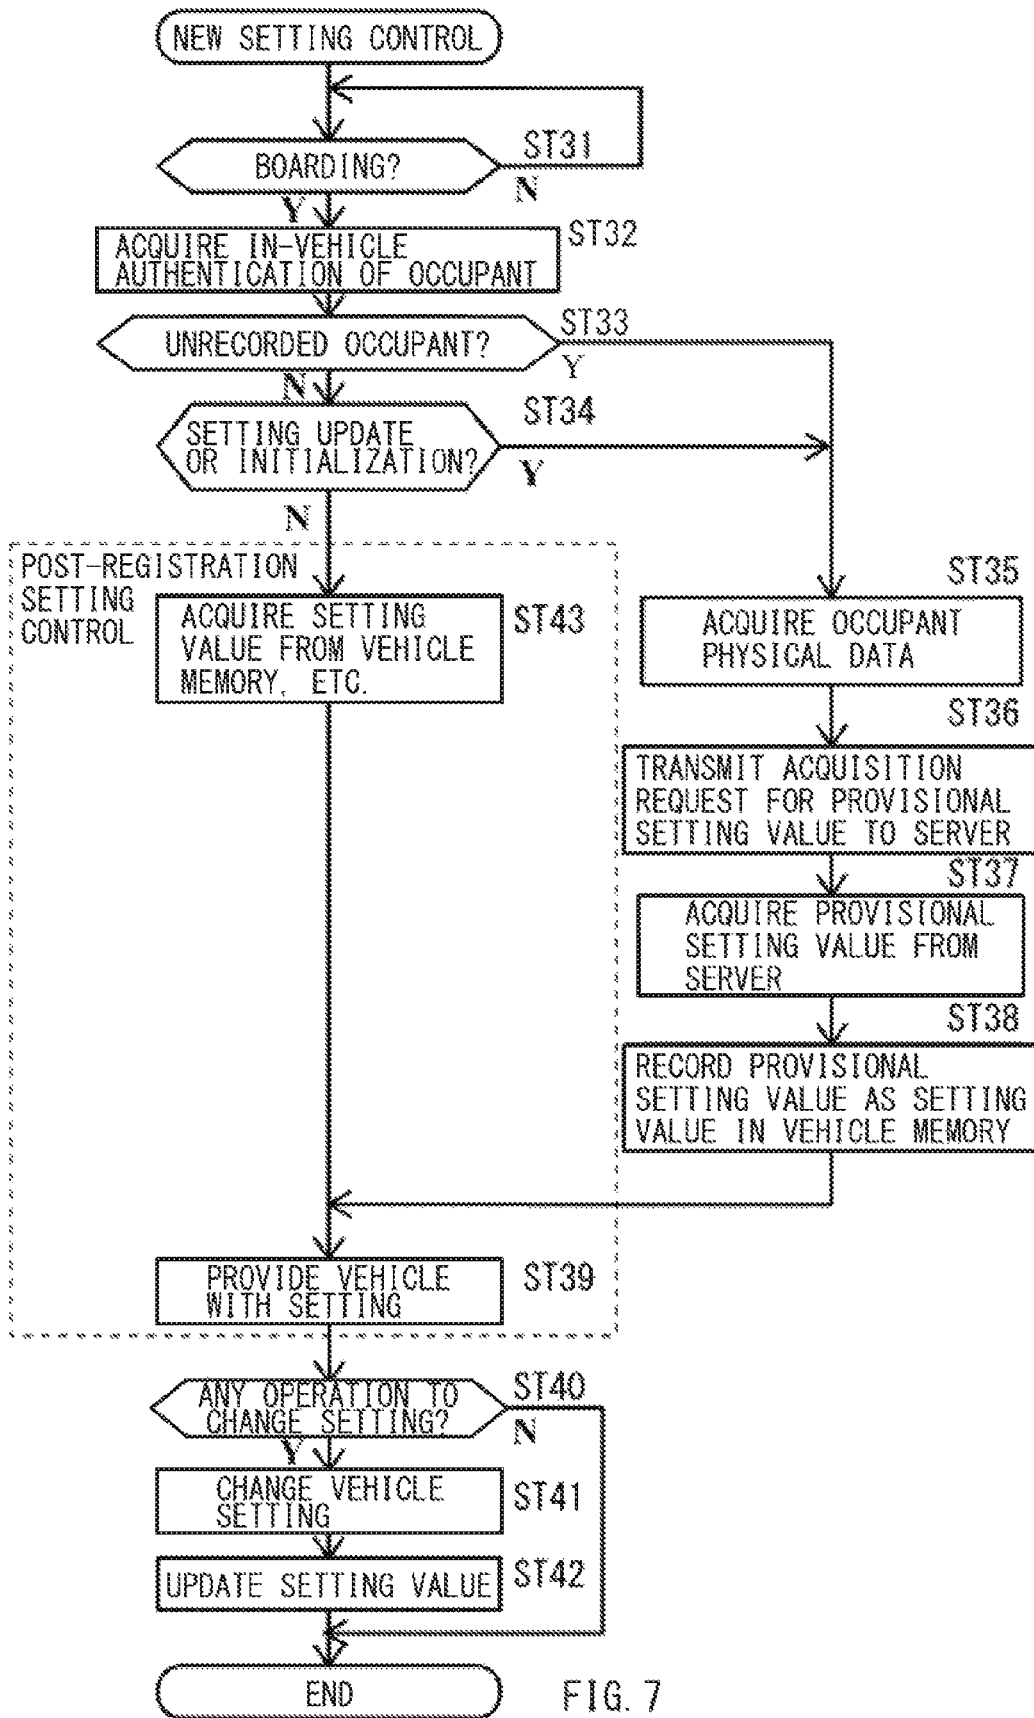 NEW SETTING CONTROL
BOARDING?
ST31
N
Y
ACQUIRE IN-VEHICLE
AUTHENTICATION OF OCCUPANT
ST32
UNRECORDED OCCUPANT?
ST33
Y
N
SETTING UPDATE
OR INITIALIZATION?
ST34
Y
N
POST-REGISTRATION
SETTING
CONTROL
ACQUIRE SETTING
VALUE FROM VEHICLE
MEMORY, ETC.
ST43
ST35
ACQUIRE OCCUPANT
PHYSICAL DATA
ST36
TRANSMIT ACQUISITION
REQUEST FOR PROVISIONAL
SETTING VALUE TO SERVER
ST37
ACQUIRE PROVISIONAL
SETTING VALUE FROM
SERVER
ST38
RECORD PROVISIONAL
SETTING VALUE AS SETTING
VALUE IN VEHICLE MEMORY
PROVIDE VEHICLE
WITH SETTING
ST39
ANY OPERATION TO
CHANGE SETTING?
ST40
N
Y
CHANGE VEHICLE
SETTING
ST41
UPDATE SETTING VALUE
ST42
END
FIG. 7